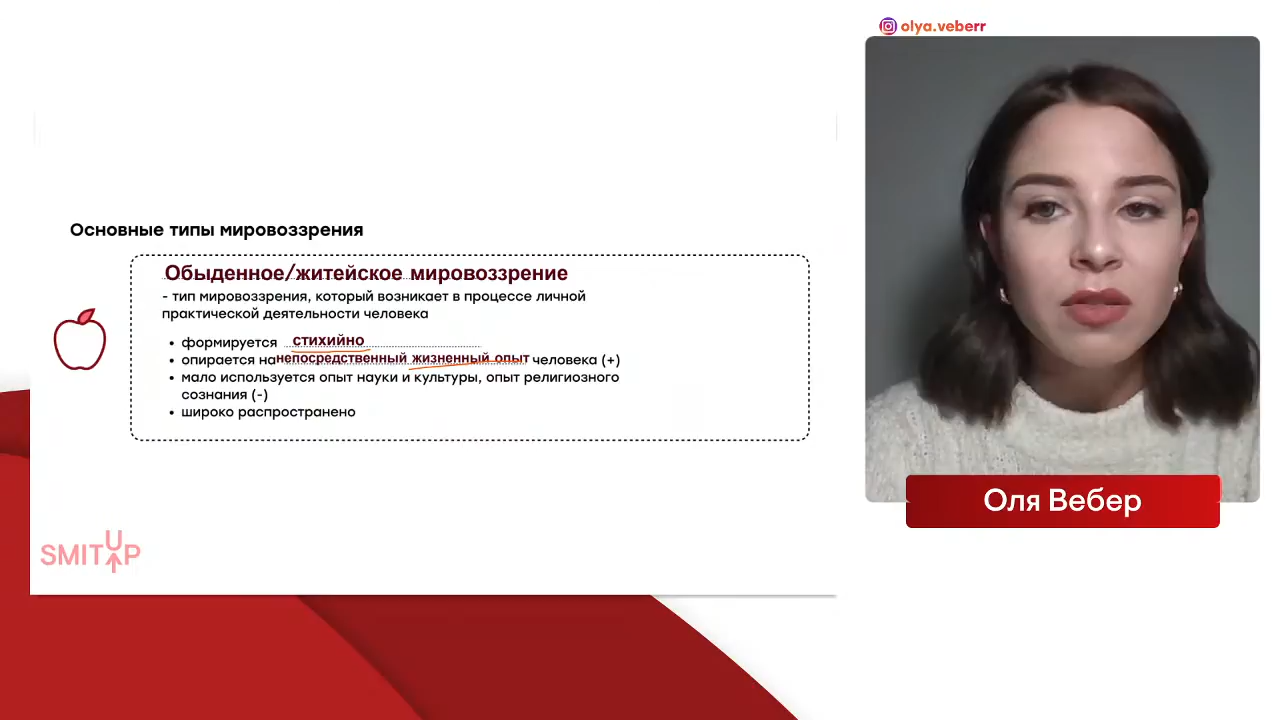 olya.veberr
Основные типы мировоззрения
Обыденное/житейское мировоззрение
- тип мировоззрения, который возникает в процессе личной
практической деятельности человека
• формируется стихийно
• опирается на непосредственный жизненный опыт человека (+)
• мало используется опыт науки и культуры, опыт религиозного
сознания (-)
• широко распространено
SMITUP
Оля Вебер